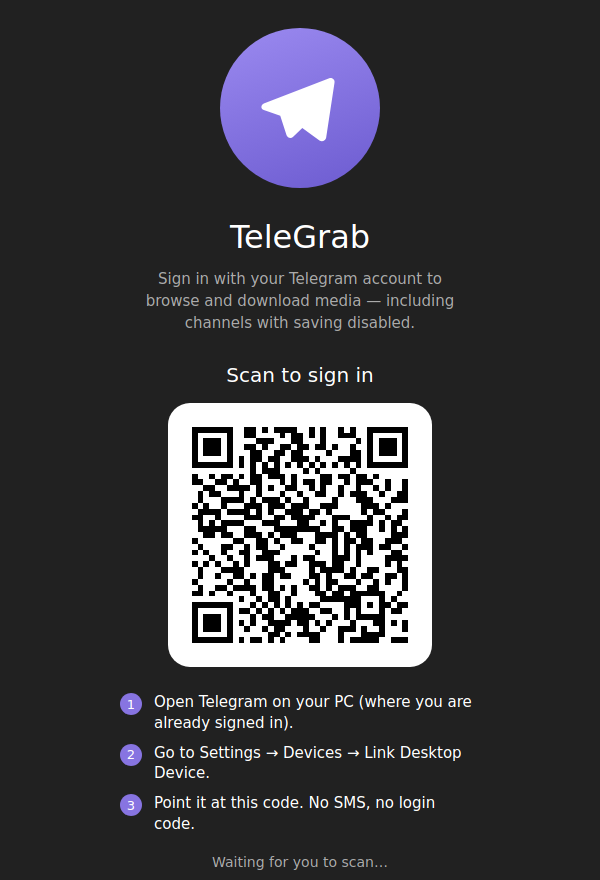 TeleGrab
Sign in with your Telegram account to
browse and download media — including
channels with saving disabled.
Scan to sign in
1 Open Telegram on your PC (where you are
already signed in).
2 Go to Settings → Devices → Link Desktop
Device.
3 Point it at this code. No SMS, no login
code.
Waiting for you to scan...